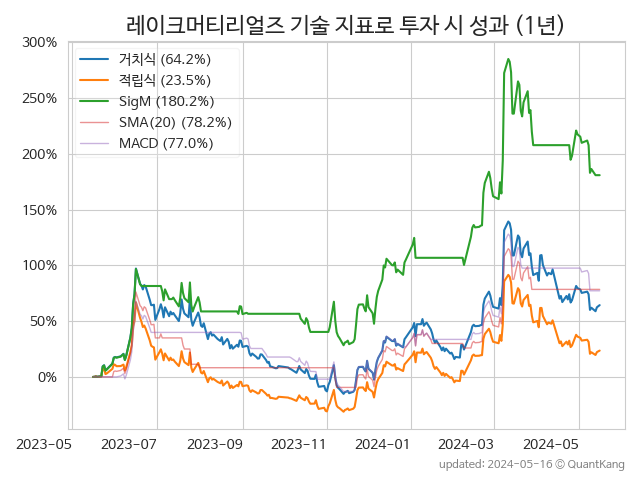 레이크머티리얼즈 기술 지표로 투자 시 성과 (1년)
300%
250%
200%
150%
100%
50%
0%
거치식 (64.2%)
적립식 (23.5%)
SigM (180.2%)
SMA(20) (78.2%)
MACD (77.0%)
2023-05 2023-07 2023-09 2023-11 2024-01 2024-03 2024-05
updated: 2024-05-16 © QuantKang